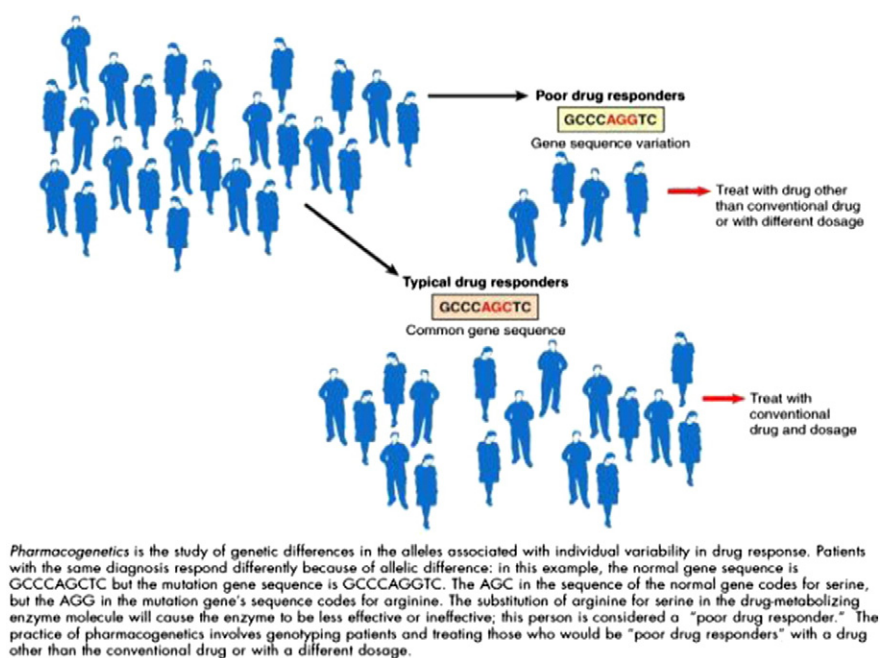 Poor drug responders
GCCCAGGTC
Gene sequence variation
Treat with drug other
than conventional drug
or with different dosage
Typical drug responders
GCCCAGCTC
Common gene sequence
Treat with
conventional
drug and dosage
Pharmacogenetics is the study of genetic differences in the alleles associated with individual variability in drug response. Patients
with the same diagnosis respond differently because of allelic difference: in this example, the normal gene sequence is
GCCCAGCTC but the mutation gene sequence is GCCCAGGTC. The AGC in the sequence of the normal gene codes for serine,
but the AGG in the mutation gene's sequence codes for arginine. The substitution of arginine for serine in the drug-metabolizing
enzyme molecule will cause the enzyme to be less effective or ineffective; this person is considered a "poor drug responder." The
practice of pharmacogenetics involves genotyping patients and treating those who would be "poor drug responders" with a drug
other than the conventional drug or with a different dosage.